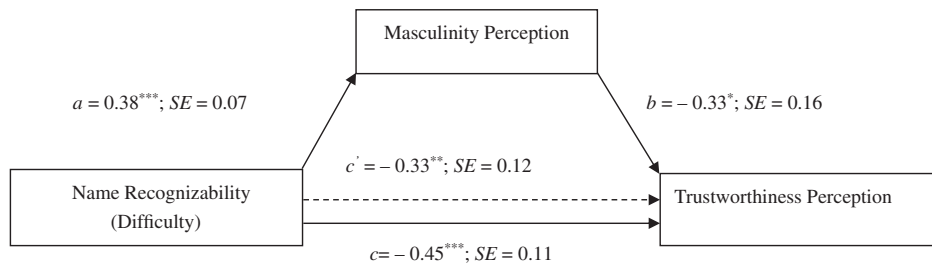 Masculinity Perception
a = 0.38***; SE = 0.07
b = – 0.33*; SE = 0.16
c' = – 0.33**; SE = 0.12
Name Recognizability
(Difficulty)
Trustworthiness Perception
c= – 0.45***; SE = 0.11